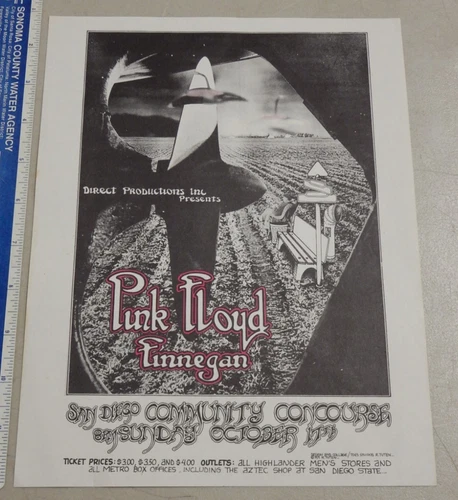 SONOMA COUNTY WATER AGENCY
DIRECT PRODUCTIONS INC
PRESENTS
Pink Floyd
Finnegan
SAN DIEGO COMMUNITY CONCOURSE
SUNDAY OCTOBER 17TH
TICKET PRICES: $3.00, $3.50, AND $4.00 OUTLETS: ALL HIGHLANDER MEN'S STORES AND
ALL METRO BOX OFFICES, INCLUDING THE AZTEC SHOP AT SAN DIEGO STATE...